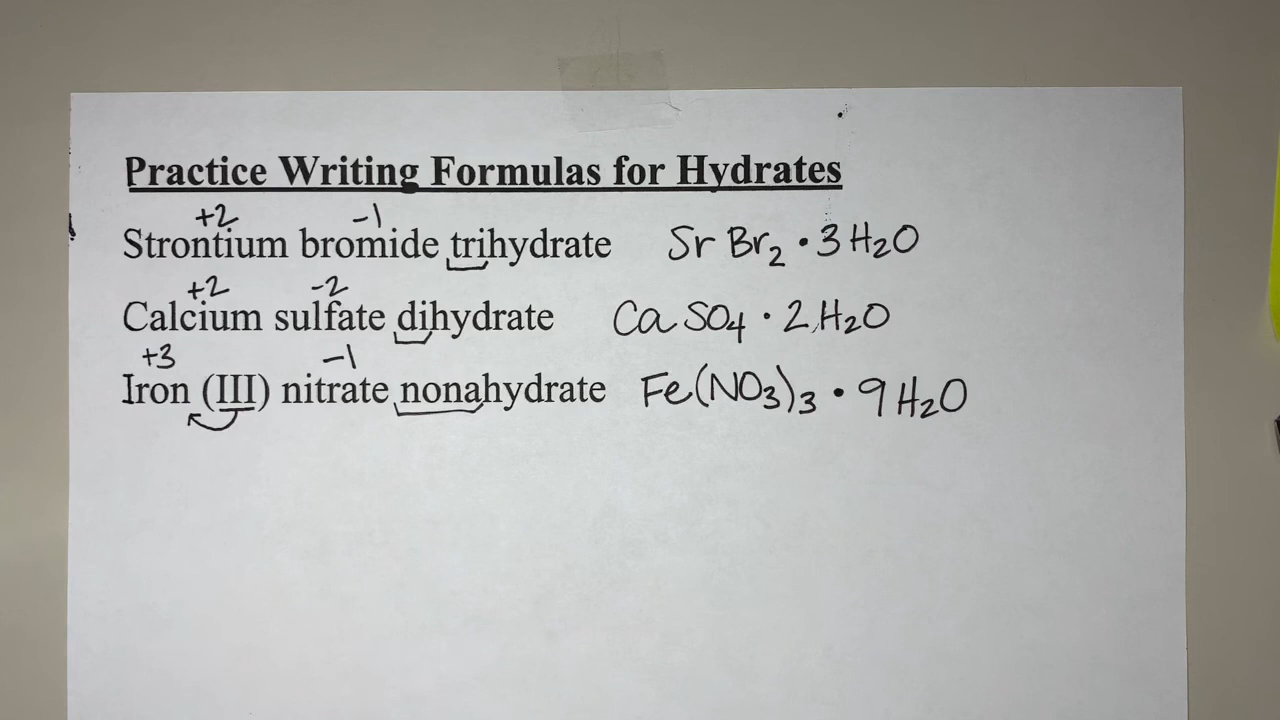 Practice Writing Formulas for Hydrates
+2 -1
Strontium bromide trihydrate SrBr₂ • 3H₂O
+2 -2
Calcium sulfate dihydrate CaSO₄ • 2H₂O
+3 -1
Iron (III) nitrate nonahydrate Fe(NO₃)₃ • 9H₂O